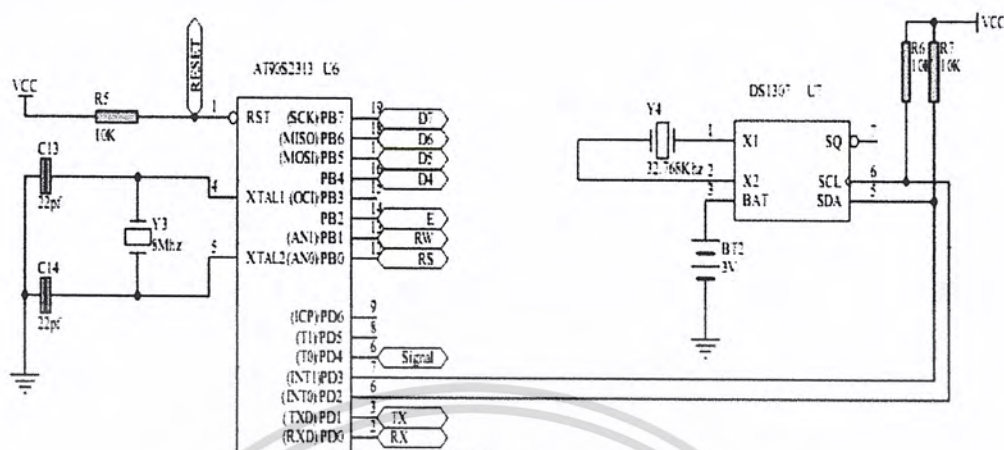 RESET
VCC
R5
10K
C13
22pf
C14
22pf
Y3
AT90S2313 U6
1
RST
4
XTAL1
5
XTAL2
(SCK)PB7
19
D7
(MISO)PB6
18
D6
(MOSI)PB5
D5
PB4
16
D4
(OCI)PB3
PB2
14
E
(AN1)PB1
RW
(AN0)PB0
RS
(ICP)PD6
9
(T1)PD5
8
(T0)PD4
6
Signal
(INT1)PD3
7
(INT0)PD2
6
(TXD)PD1
3
TX
(RXD)PD0
2
RX
Y4
32.768Khz
DS1307 U7
1
X1
2
X2
3
BAT
SQ
7
SCL
6
SDA
5
BT2
3V
R6
10K
R7
10K
VCC